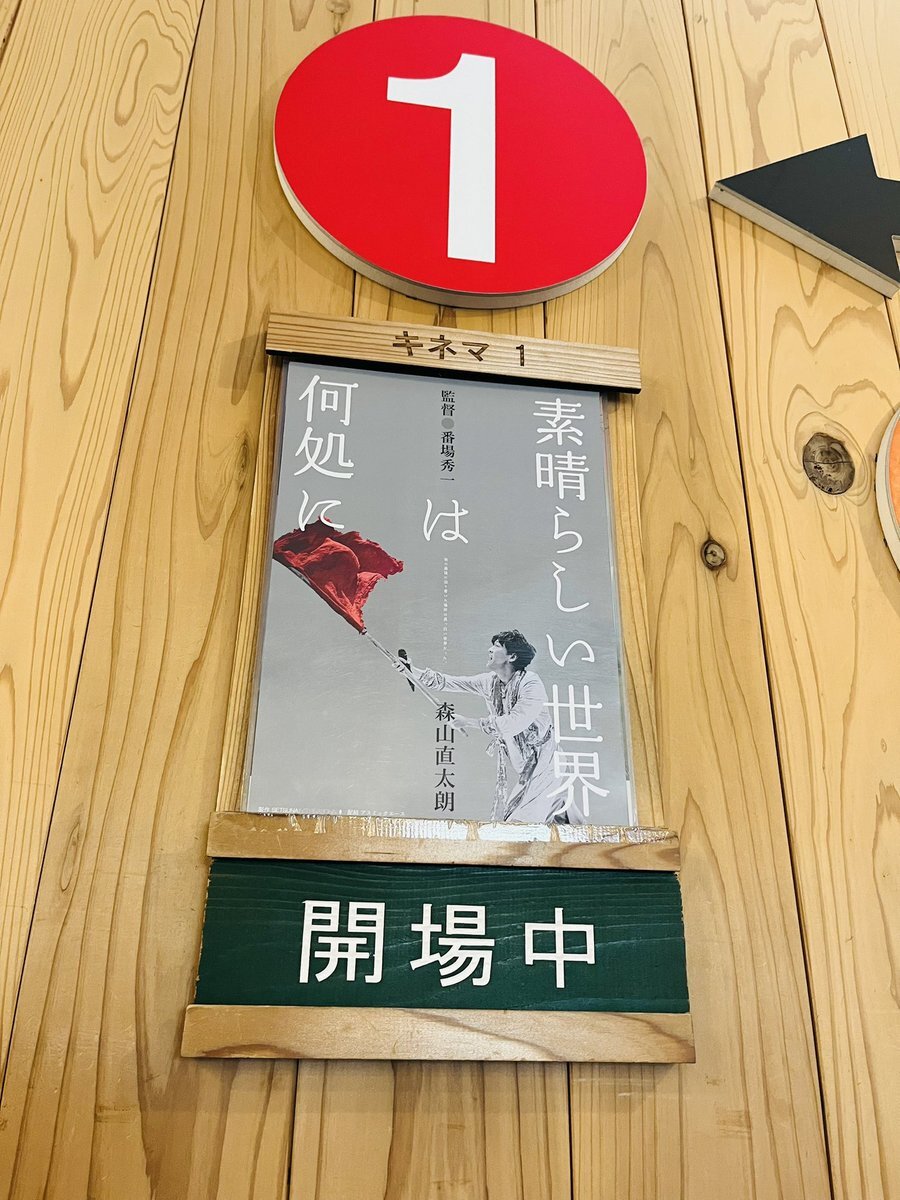 1
キネマ 1
素晴らしい世界
は
何処に
監督●番場秀一
森山直太朗
開場中